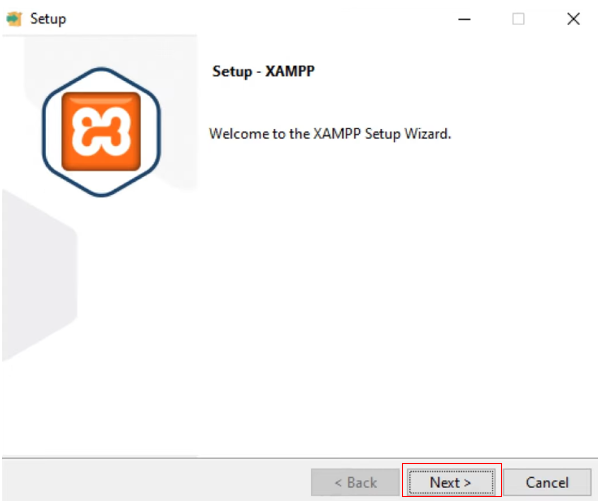 Setup
Setup - XAMPP
Welcome to the XAMPP Setup Wizard.
< Back
Next >
Cancel